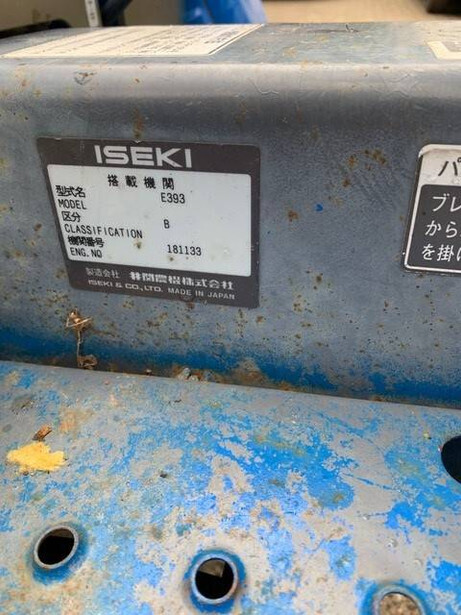 ISEKI
搭載機関
型式名 E393
MODEL
区分 B
CLASSIFICATION
機関番号 181133
ENG.NO
製造会社 井関農機株式会社
ISEKI & CO., LTD. MADE IN JAPAN
パ
ブレ
から
を掛け